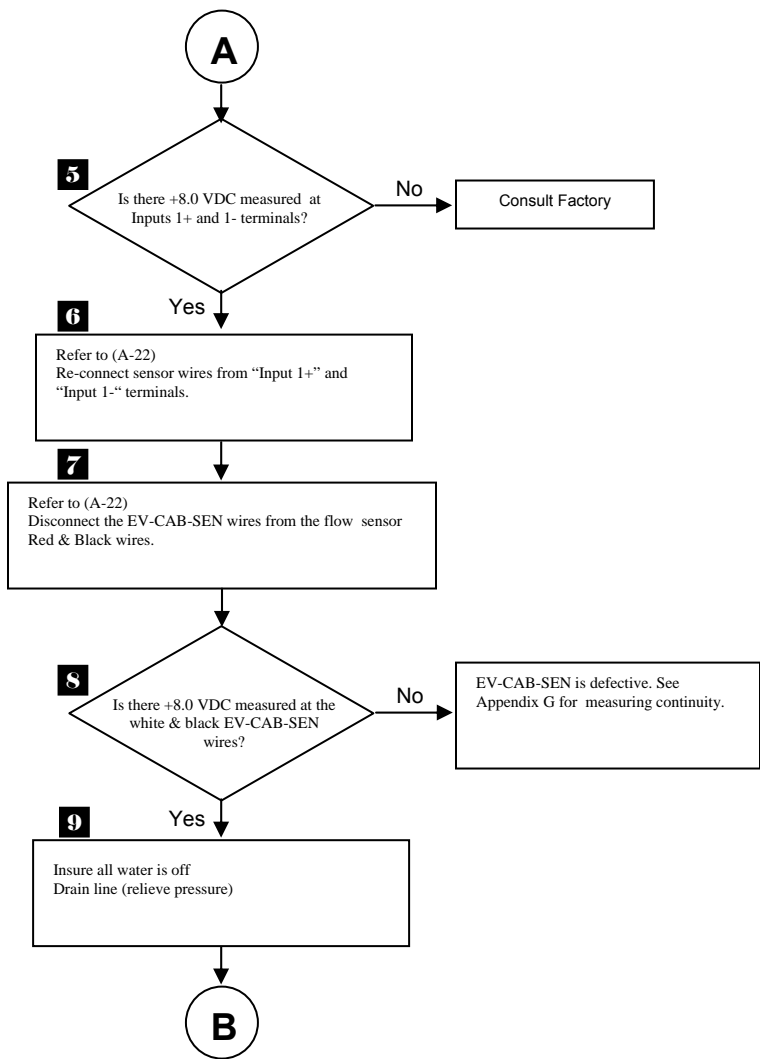 A
5
Is there +8.0 VDC measured at
Inputs 1+ and 1- terminals?
No
Consult Factory
Yes
6
Refer to (A-22)
Re-connect sensor wires from “Input 1+” and
“Input 1-“ terminals.
7
Refer to (A-22)
Disconnect the EV-CAB-SEN wires from the flow sensor
Red & Black wires.
8
Is there +8.0 VDC measured at the
white & black EV-CAB-SEN
wires?
No
EV-CAB-SEN is defective. See
Appendix G for measuring continuity.
Yes
9
Insure all water is off
Drain line (relieve pressure)
B